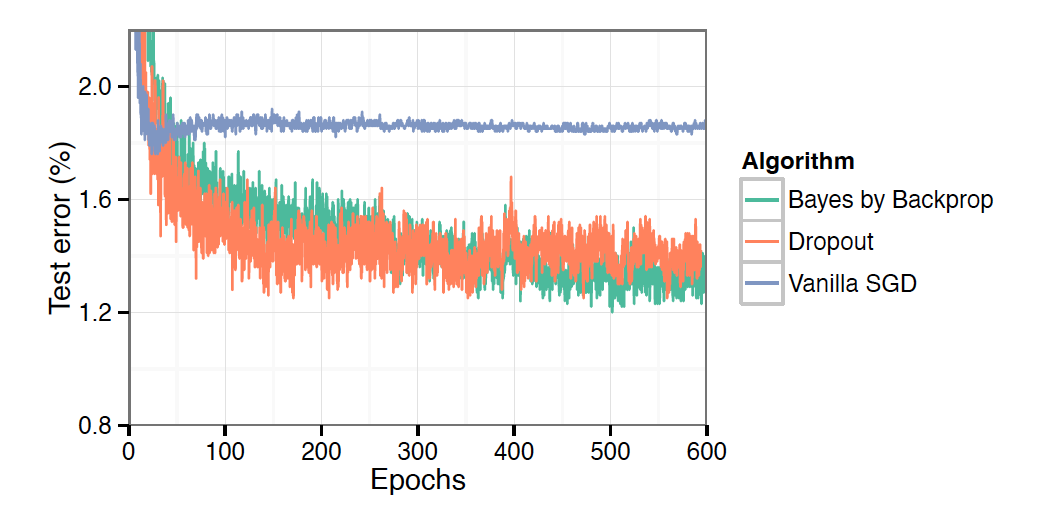 2.0
1.6
1.2
0.8
Test error (%)
0 100 200 300 400 500 600
Epochs
Algorithm
Bayes by Backprop
Dropout
Vanilla SGD